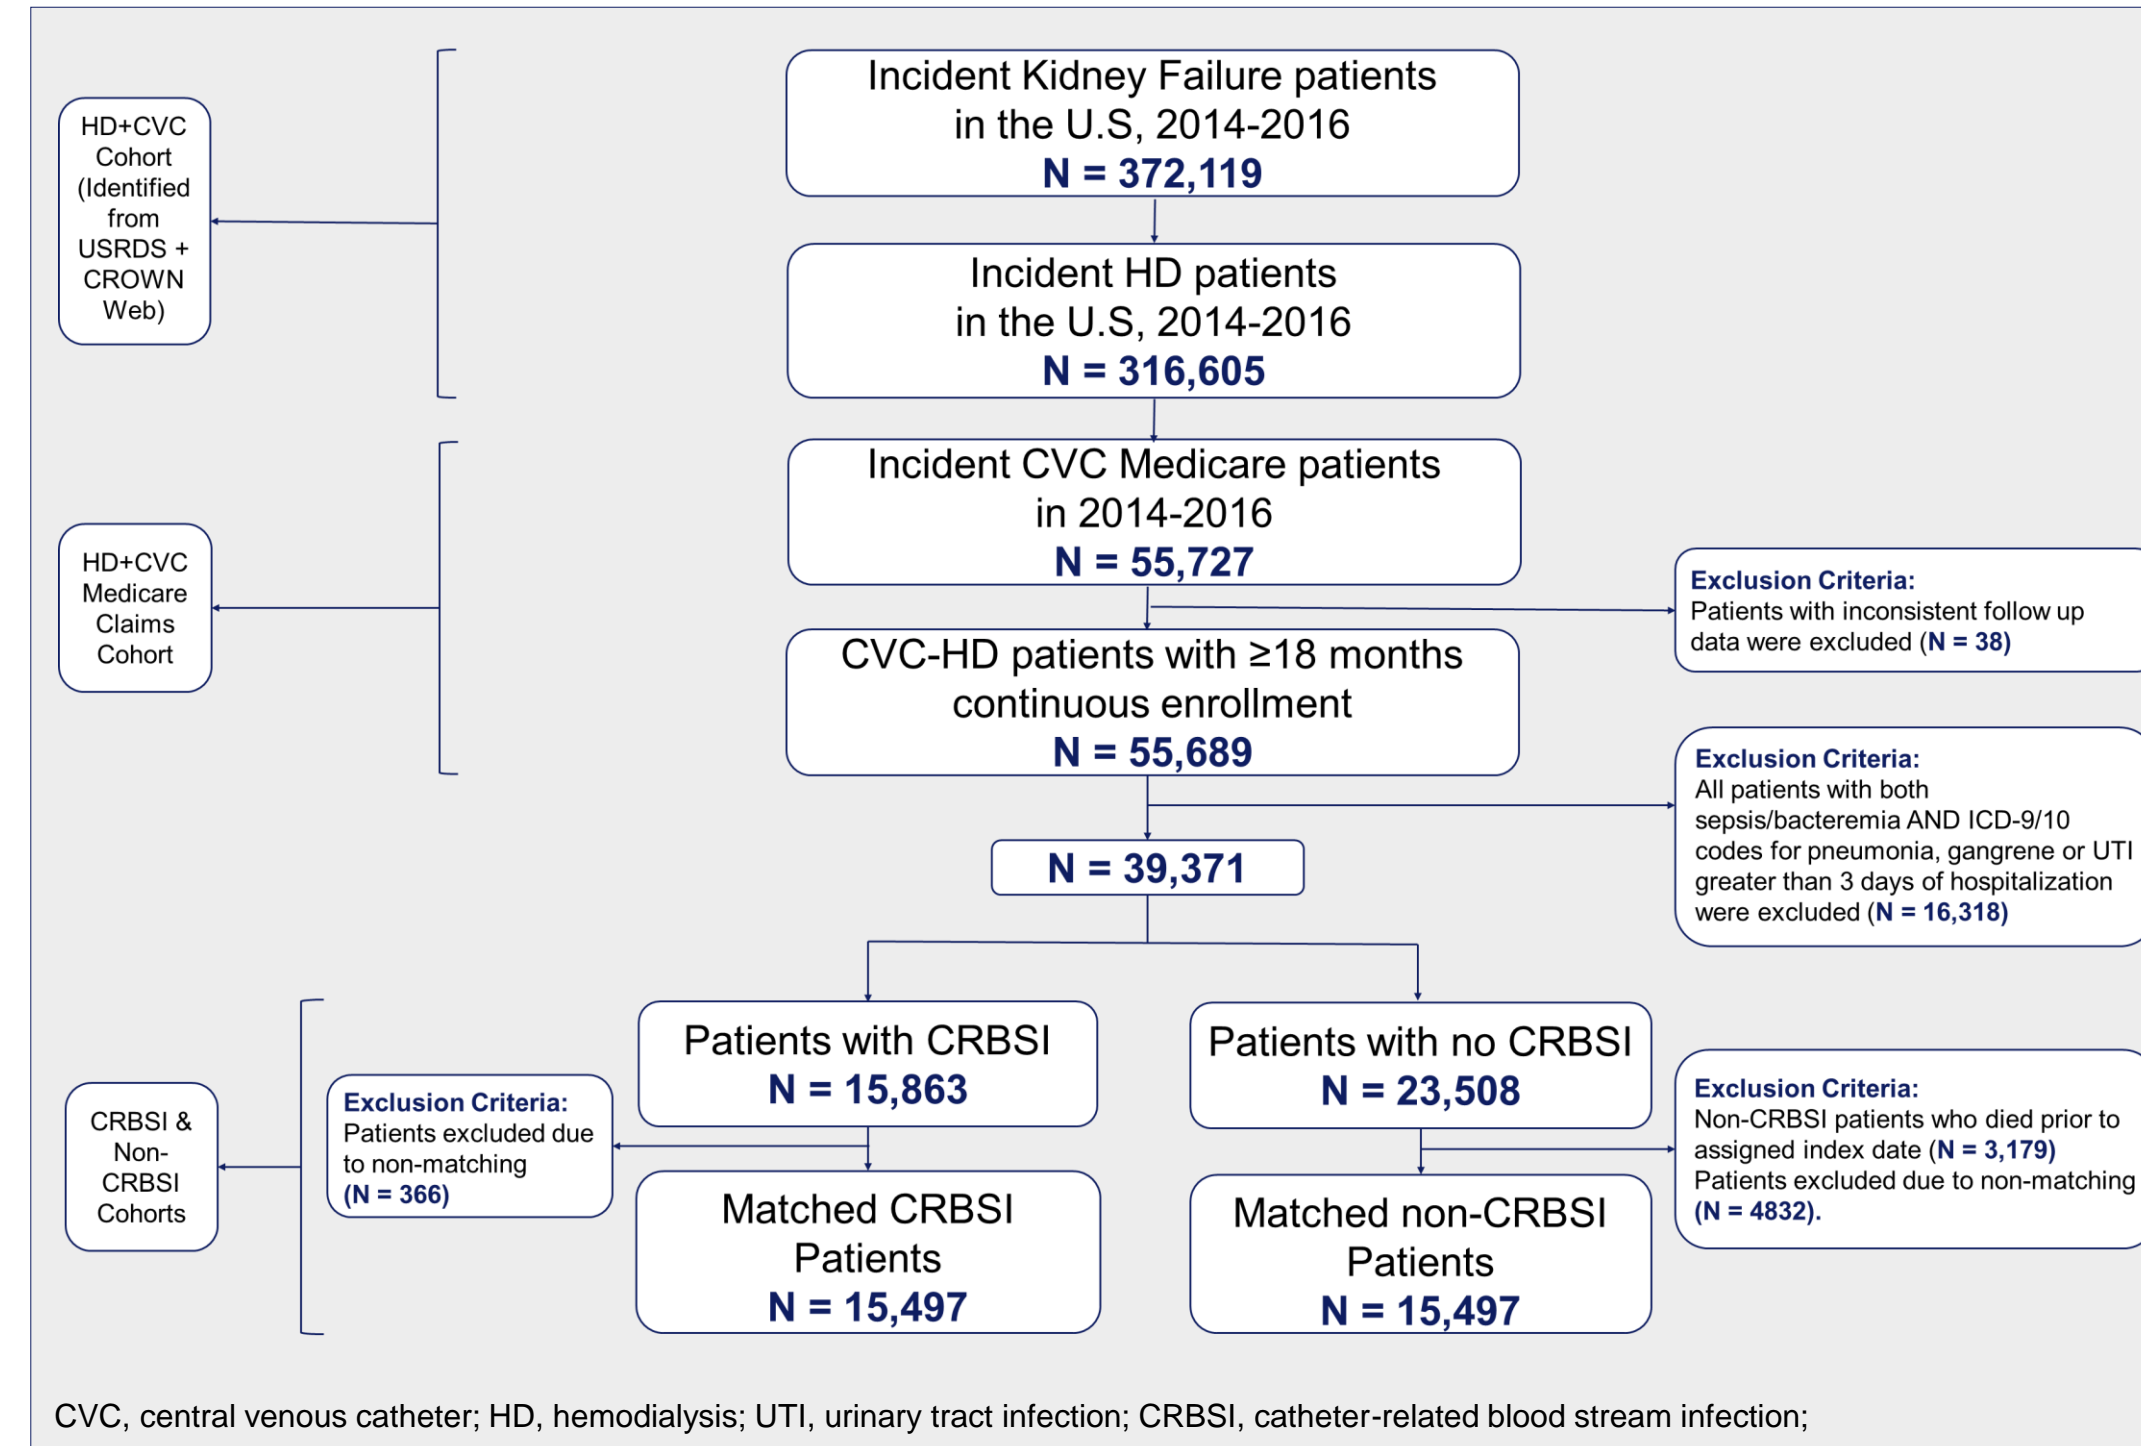 Incident Kidney Failure patients
in the U.S, 2014-2016
N = 372,119
HD+CVC
Cohort
(Identified
from
USRDS +
CROWN
Web)
Incident HD patients
in the U.S, 2014-2016
N = 316,605
Incident CVC Medicare patients
in 2014-2016
N = 55,727
HD+CVC
Medicare
Claims
Cohort
Exclusion Criteria:
Patients with inconsistent follow up
data were excluded (N = 38)
CVC-HD patients with ≥18 months
continuous enrollment
N = 55,689
Exclusion Criteria:
All patients with both
sepsis/bacteremia AND ICD-9/10
codes for pneumonia, gangrene or UTI
greater than 3 days of hospitalization
were excluded (N = 16,318)
N = 39,371
Patients with CRBSI
N = 15,863
Patients with no CRBSI
N = 23,508
CRBSI &
Non-
CRBSI
Cohorts
Exclusion Criteria:
Patients excluded due
to non-matching
(N = 366)
Exclusion Criteria:
Non-CRBSI patients who died prior to
assigned index date (N = 3,179)
Patients excluded due to non-matching
(N = 4832).
Matched CRBSI
Patients
N = 15,497
Matched non-CRBSI
Patients
N = 15,497
CVC, central venous catheter; HD, hemodialysis; UTI, urinary tract infection; CRBSI, catheter-related blood stream infection;